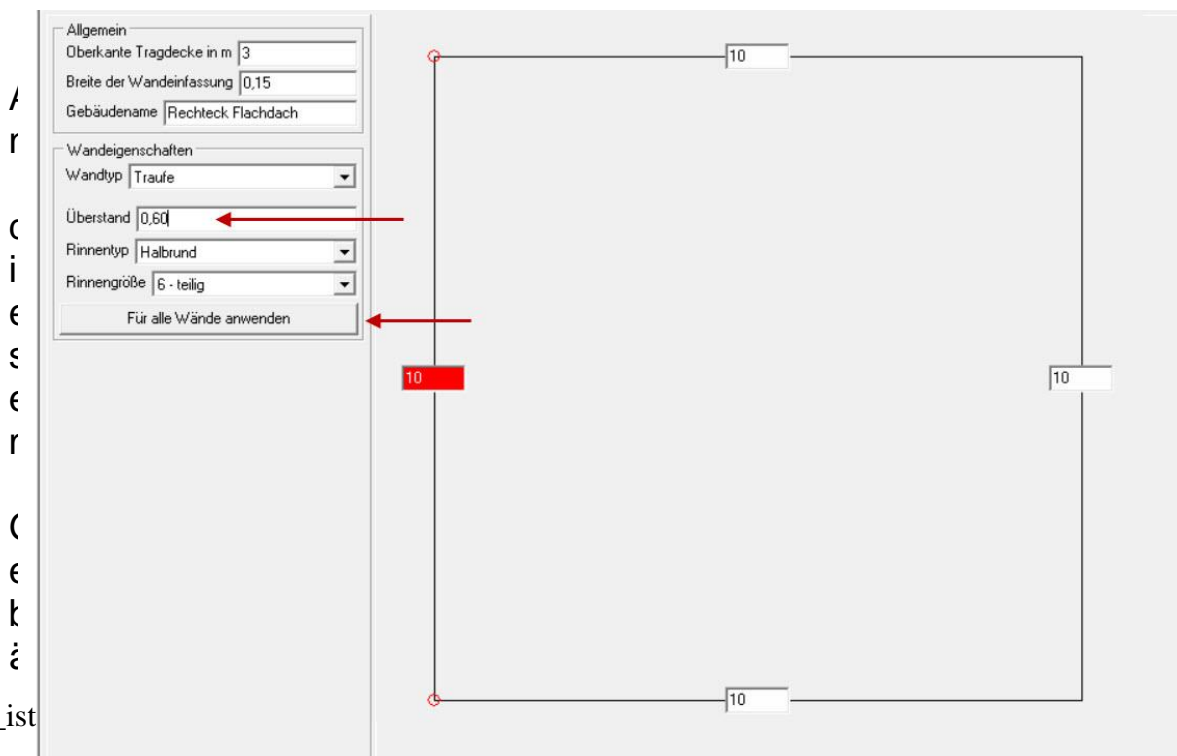 Allgemein
Oberkante Tragdecke in m 3
Breite der Wandeinfassung 0,15
Gebäudename Rechteck Flachdach
Wandeigenschaften
Wandtyp Traufe
Überstand 0,60
Rinnentyp Halbrund
Rinnengröße 6 - teilig
Für alle Wände anwenden
10
10
10
10
_ist